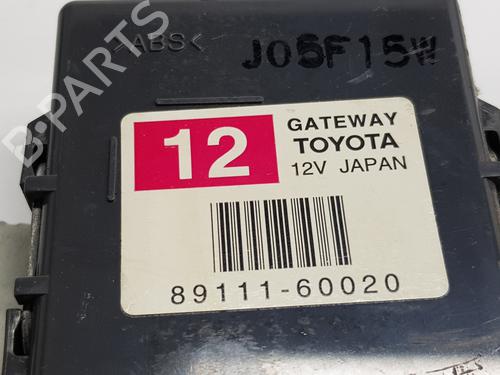 >ABS<
J05F15W
12
GATEWAY
TOYOTA
12V JAPAN
89111-60020
B-PARTS